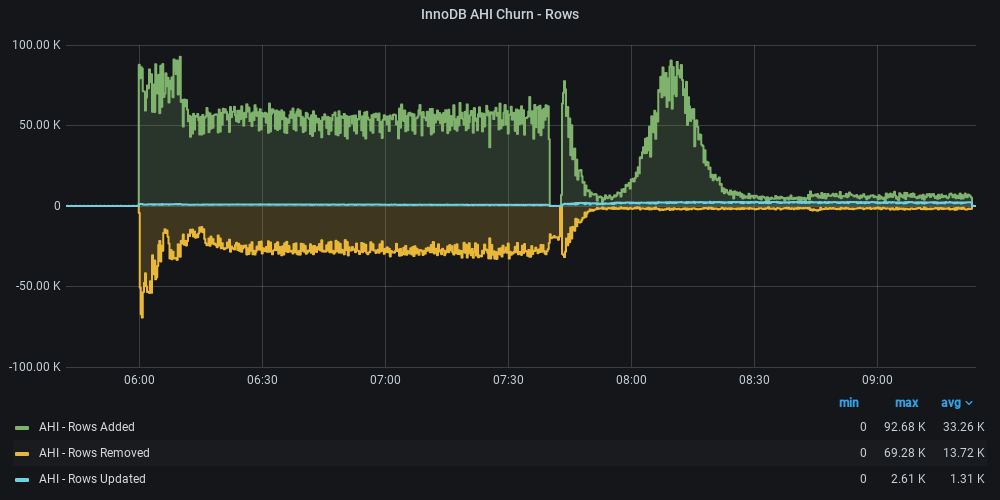 InnoDB AHI Churn - Rows
100.00 K
50.00 K
0
-50.00 K
-100.00 K
06:00 06:30 07:00 07:30 08:00 08:30 09:00
min max avg
AHI - Rows Added 0 92.68 K 33.26 K
AHI - Rows Removed 0 69.28 K 13.72 K
AHI - Rows Updated 0 2.61 K 1.31 K